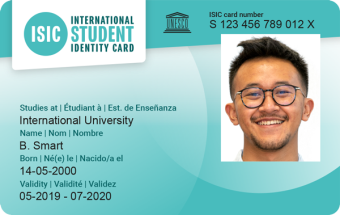 ISIC
INTERNATIONAL
STUDENT
IDENTITY CARD
UNESCO
ISIC card number
S 123 456 789 012 X
Studies at | Étudiant à | Est. de Enseñanza
International University
Name | Nom | Nombre
B. Smart
Born | Né(e) le | Nacido/a el
14-05-2000
Validity | Validité | Validez
05-2019 - 07-2020